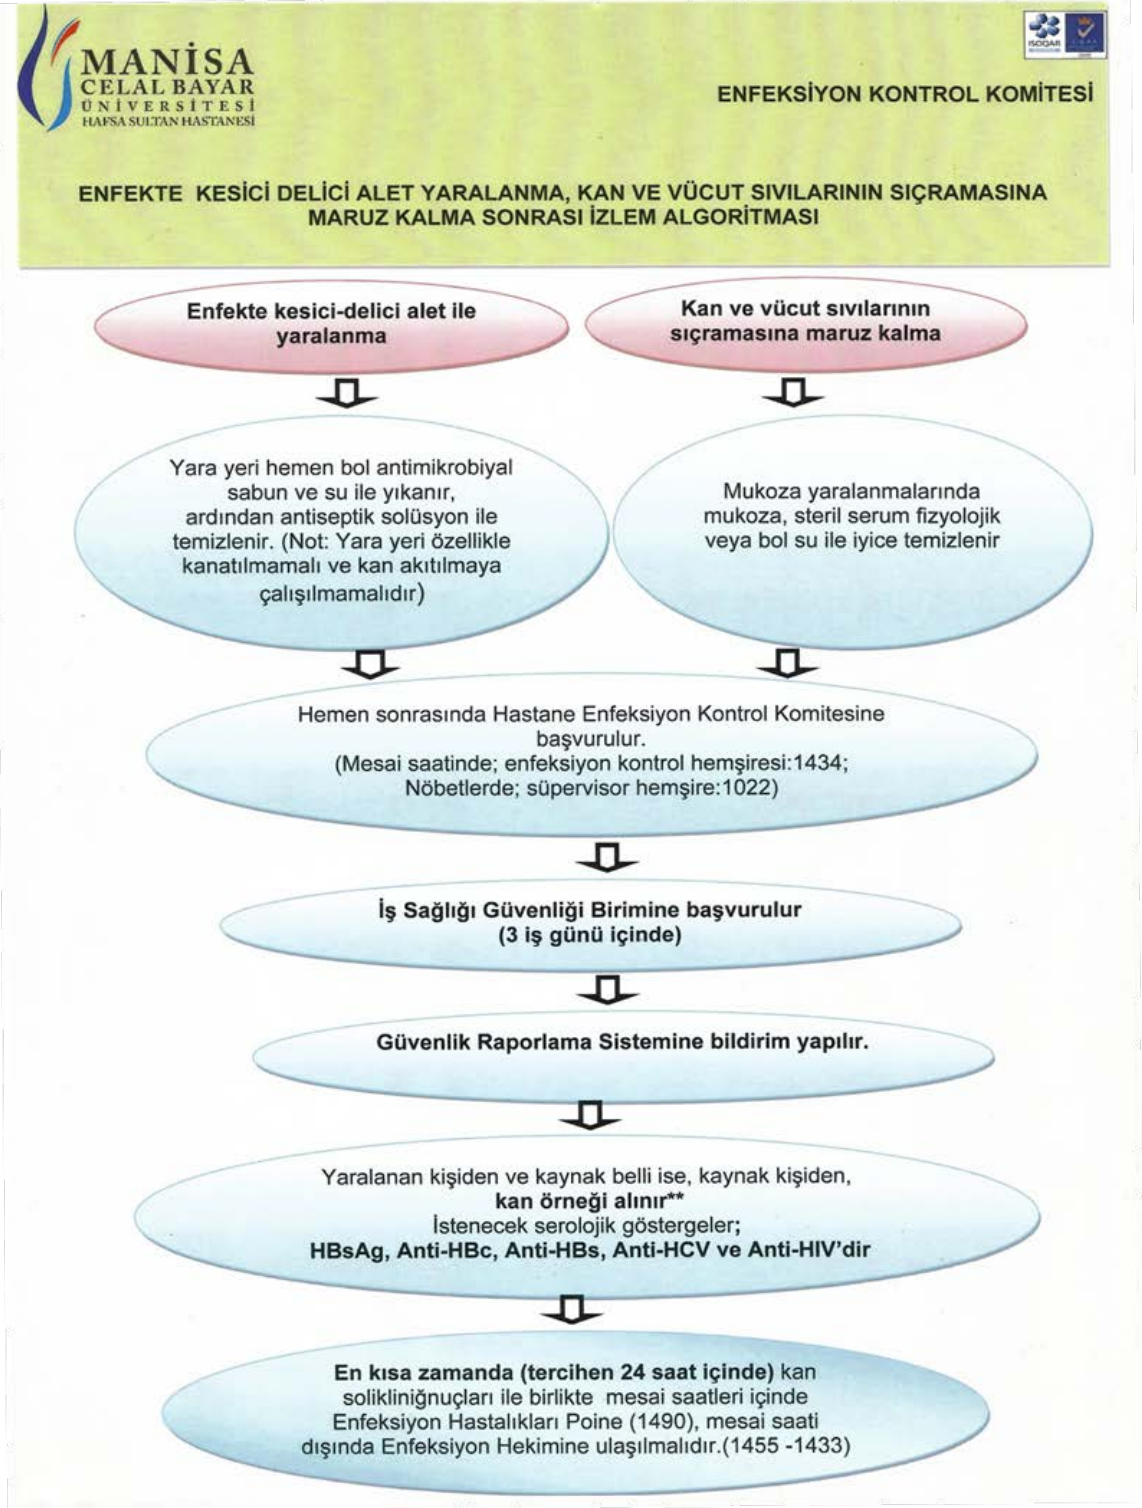 MANİSA
CELAL BAYAR
ÜNİVERSİTESİ
HAFSA SULTAN HASTANESİ
ISOQAR
ENFEKSİYON KONTROL KOMİTESİ
ENFEKTE KESİCİ DELİCİ ALET YARALANMA, KAN VE VÜCUT SIVILARININ SIÇRAMASINA
MARUZ KALMA SONRASI İZLEM ALGORİTMASI
Enfekte kesici-delici alet ile
yaralanma
Kan ve vücut sıvılarının
sıçramasına maruz kalma
Yara yeri hemen bol antimikrobiyal
sabun ve su ile yıkanır,
ardından antiseptik solüsyon ile
temizlenir. (Not: Yara yeri özellikle
kanatılmamalı ve kan akıtılmaya
çalışılmamalıdır)
Mukoza yaralanmalarında
mukoza, steril serum fizyolojik
veya bol su ile iyice temizlenir
Hemen sonrasında Hastane Enfeksiyon Kontrol Komitesine
başvurulur.
(Mesai saatinde; enfeksiyon kontrol hemşiresi:1434;
Nöbetlerde; süpervisor hemşire:1022)
İş Sağlığı Güvenliği Birimine başvurulur
(3 iş günü içinde)
Güvenlik Raporlama Sistemine bildirim yapılır.
Yaralanan kişiden ve kaynak belli ise, kaynak kişiden,
kan örneği alınır**
İstenecek serolojik göstergeler;
HBsAg, Anti-HBc, Anti-HBs, Anti-HCV ve Anti-HIV'dir
En kısa zamanda (tercihen 24 saat içinde) kan
solikliniğnuçları ile birlikte mesai saatleri içinde
Enfeksiyon Hastalıkları Poine (1490), mesai saati
dışında Enfeksiyon Hekimine ulaşılmalıdır.(1455 -1433)